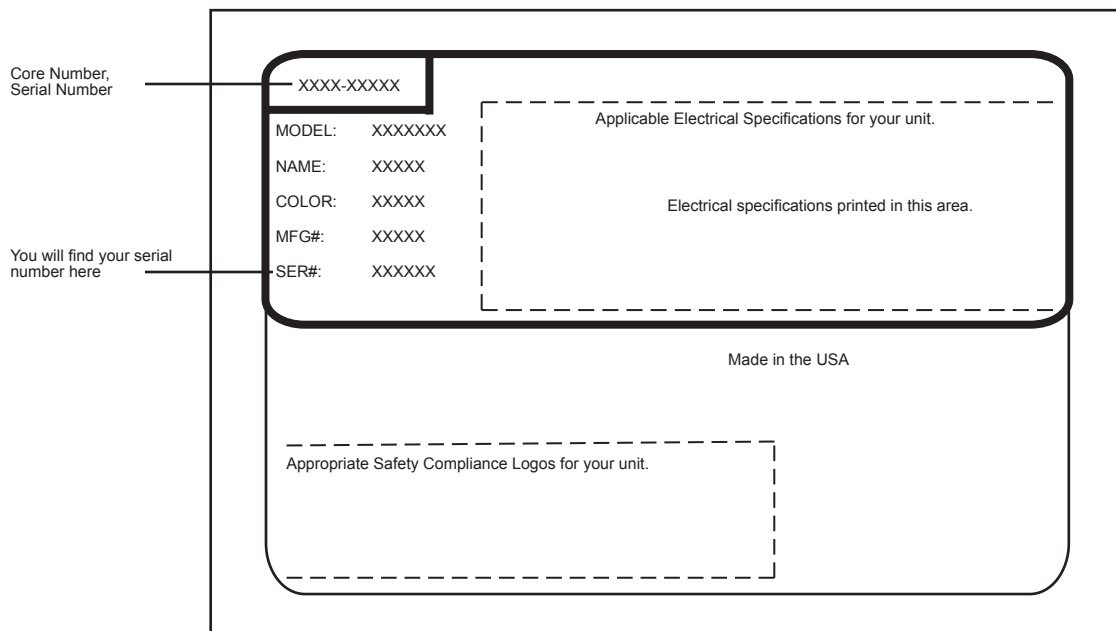 Core Number,
Serial Number
XXXX-XXXXX
MODEL: XXXXXXX
NAME: XXXXX
COLOR: XXXXX
MFG#: XXXXX
You will find your serial
number here
SER#: XXXXXX
Applicable Electrical Specifications for your unit.
Electrical specifications printed in this area.
Made in the USA
Appropriate Safety Compliance Logos for your unit.